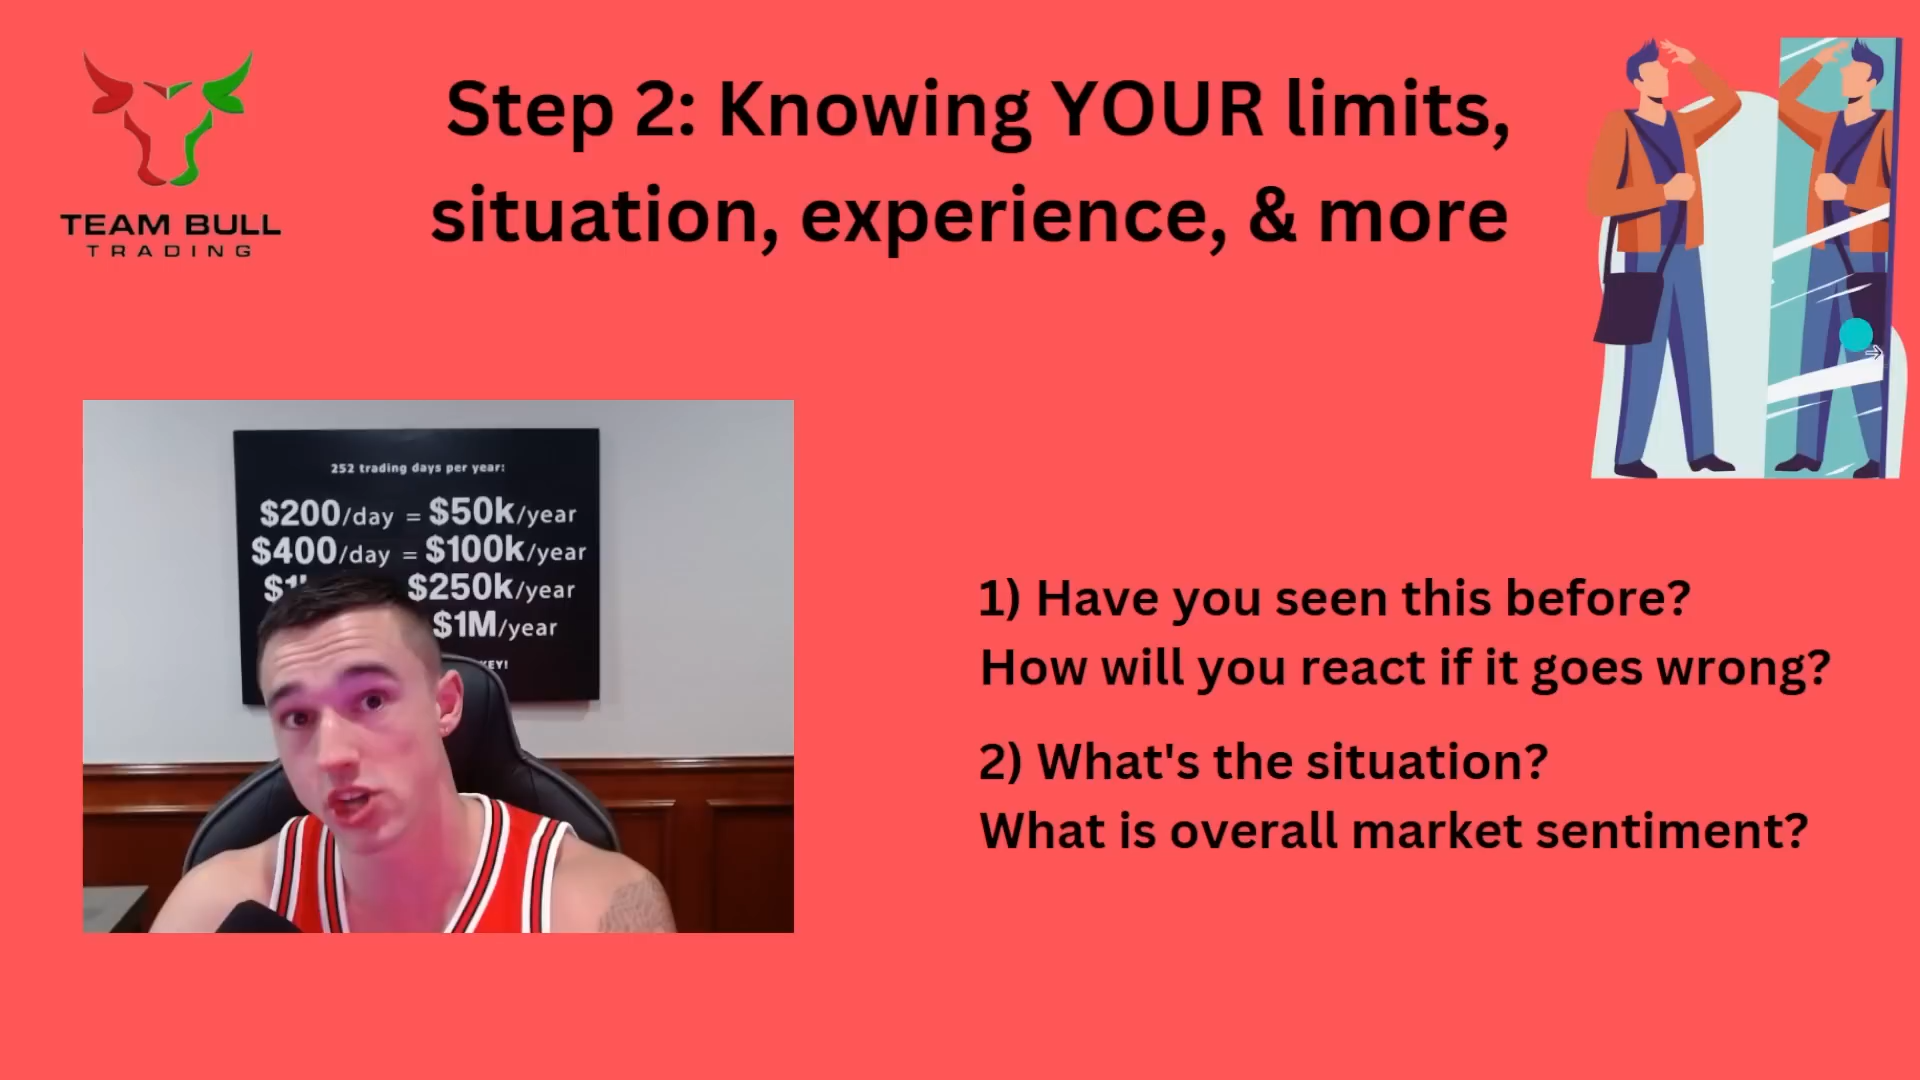 TEAM BULL
TRADING
Step 2: Knowing YOUR limits,
situation, experience, & more
252 trading days per year:
$200/day = $50k/year
$400/day = $100k/year
$250k/year
$1M/year
1) Have you seen this before?
How will you react if it goes wrong?
2) What's the situation?
What is overall market sentiment?